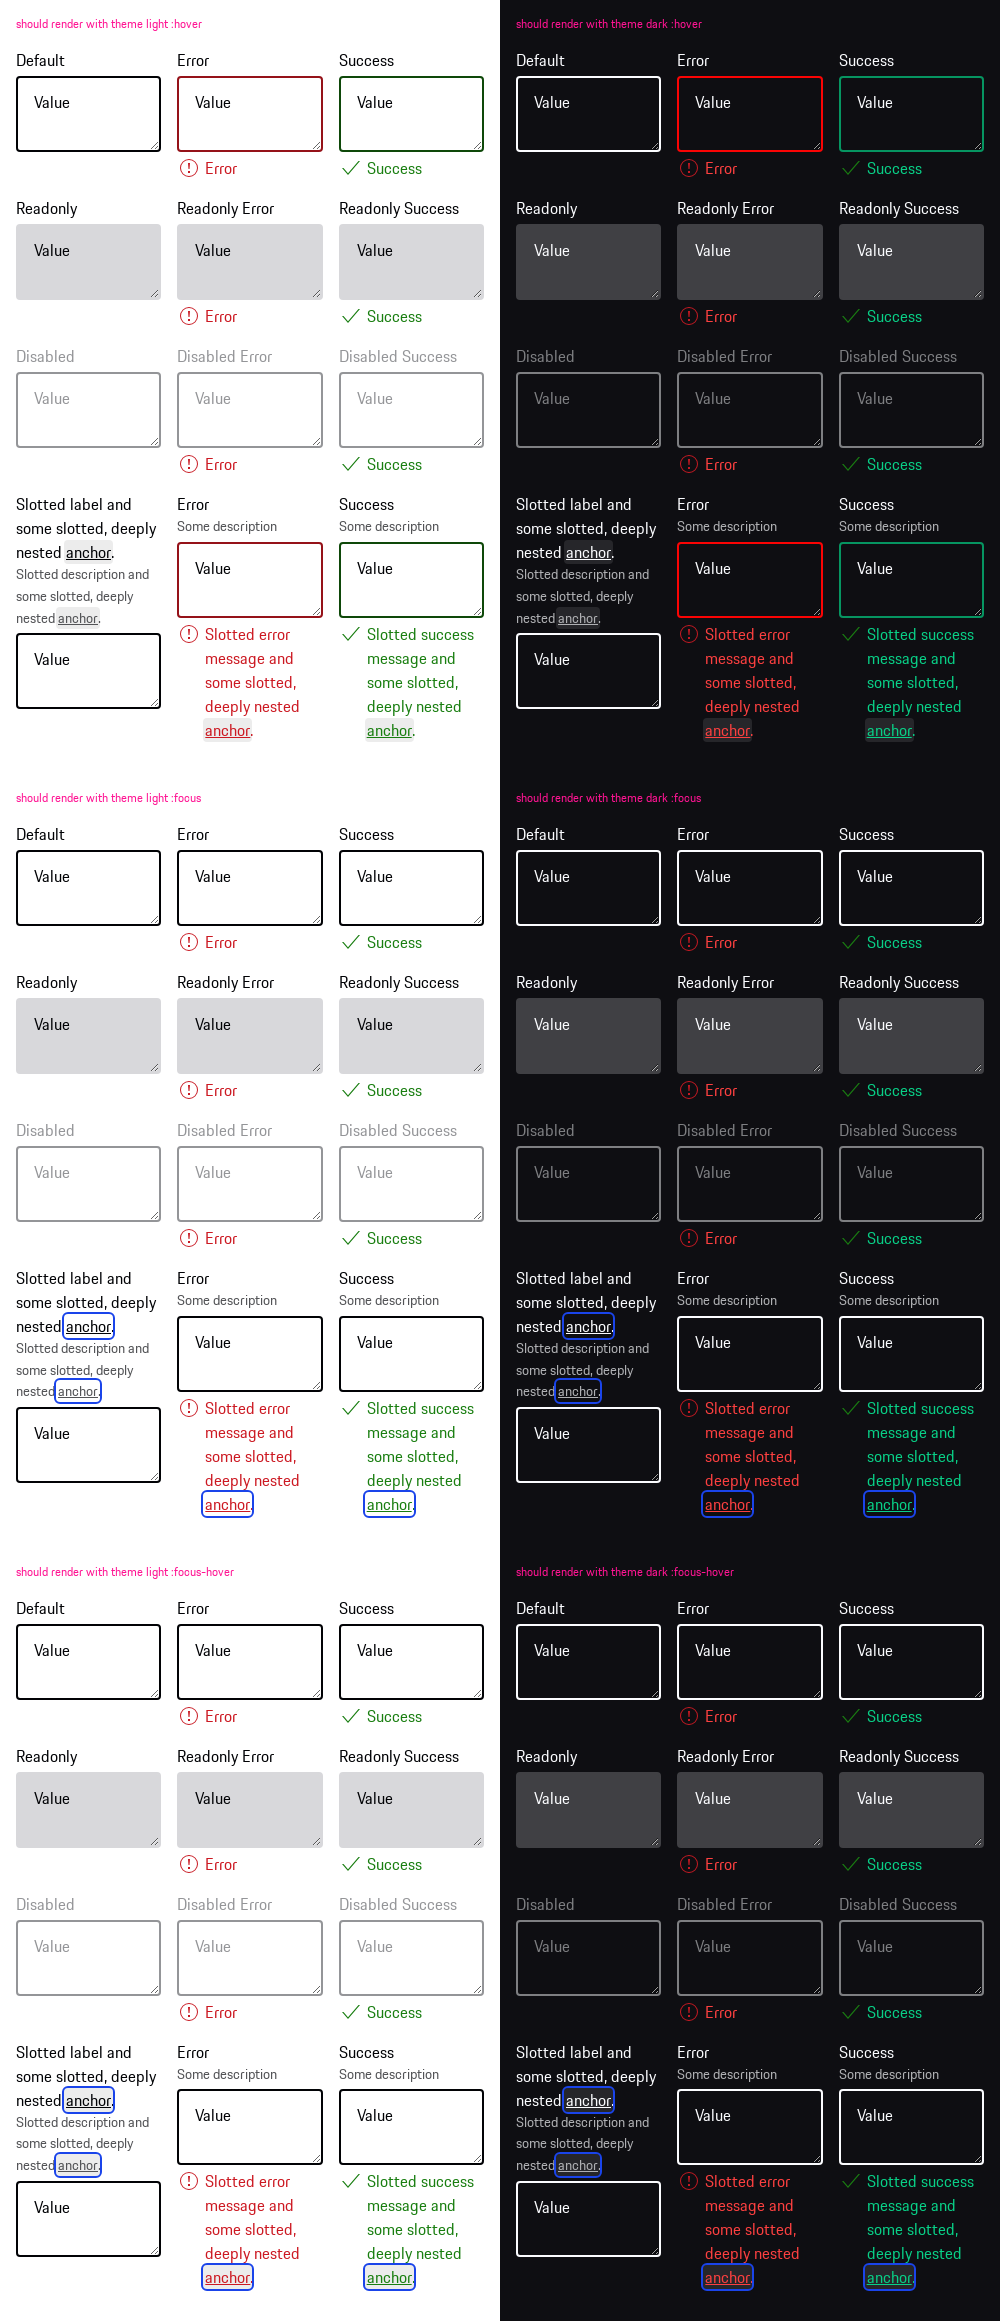 should render with theme light :hover
Default Error Success
Value Value Value
Error Success
Readonly Readonly Error Readonly Success
Value Value Value
Error Success
Disabled Disabled Error Disabled Success
Value Value Value
Error Success
Slotted label and
some slotted, deeply
nested anchor.
Slotted description and
some slotted, deeply
nested anchor.
Value
Error
Some description
Value
Slotted error
message and
some slotted,
deeply nested
anchor.
Success
Some description
Value
Slotted success
message and
some slotted,
deeply nested
anchor.
should render with theme dark :hover
Default Error Success
Value Value Value
Error Success
Readonly Readonly Error Readonly Success
Value Value Value
Error Success
Disabled Disabled Error Disabled Success
Value Value Value
Error Success
Slotted label and
some slotted, deeply
nested anchor.
Slotted description and
some slotted, deeply
nested anchor.
Value
Error
Some description
Value
Slotted error
message and
some slotted,
deeply nested
anchor.
Success
Some description
Value
Slotted success
message and
some slotted,
deeply nested
anchor.
should render with theme light :focus
Default Error Success
Value Value Value
Error Success
Readonly Readonly Error Readonly Success
Value Value Value
Error Success
Disabled Disabled Error Disabled Success
Value Value Value
Error Success
Slotted label and
some slotted, deeply
nested anchor.
Slotted description and
some slotted, deeply
nested anchor.
Value
Error
Some description
Value
Slotted error
message and
some slotted,
deeply nested
anchor.
Success
Some description
Value
Slotted success
message and
some slotted,
deeply nested
anchor.
should render with theme dark :focus
Default Error Success
Value Value Value
Error Success
Readonly Readonly Error Readonly Success
Value Value Value
Error Success
Disabled Disabled Error Disabled Success
Value Value Value
Error Success
Slotted label and
some slotted, deeply
nested anchor.
Slotted description and
some slotted, deeply
nested anchor.
Value
Error
Some description
Value
Slotted error
message and
some slotted,
deeply nested
anchor.
Success
Some description
Value
Slotted success
message and
some slotted,
deeply nested
anchor.
should render with theme light :focus-hover
Default Error Success
Value Value Value
Error Success
Readonly Readonly Error Readonly Success
Value Value Value
Error Success
Disabled Disabled Error Disabled Success
Value Value Value
Error Success
Slotted label and
some slotted, deeply
nested anchor.
Slotted description and
some slotted, deeply
nested anchor.
Value
Error
Some description
Value
Slotted error
message and
some slotted,
deeply nested
anchor.
Success
Some description
Value
Slotted success
message and
some slotted,
deeply nested
anchor.
should render with theme dark :focus-hover
Default Error Success
Value Value Value
Error Success
Readonly Readonly Error Readonly Success
Value Value Value
Error Success
Disabled Disabled Error Disabled Success
Value Value Value
Error Success
Slotted label and
some slotted, deeply
nested anchor.
Slotted description and
some slotted, deeply
nested anchor.
Value
Error
Some description
Value
Slotted error
message and
some slotted,
deeply nested
anchor.
Success
Some description
Value
Slotted success
message and
some slotted,
deeply nested
anchor.